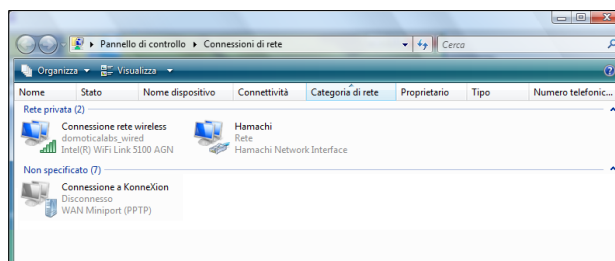 Pannello di controllo Connessioni di rete Cerca
Organizza Visualizza
Nome Stato Nome dispositivo Connettività Categoria di rete Proprietario Tipo Numero telefonic...
Rete privata (2)
Connessione rete wireless
domoticalabs_wired
Intel(R) WiFi Link 5100 AGN
Hamachi
Rete
Hamachi Network Interface
Non specificato (7)
Connessione a KonneXion
Disconnesso
WAN Miniport (PPTP)